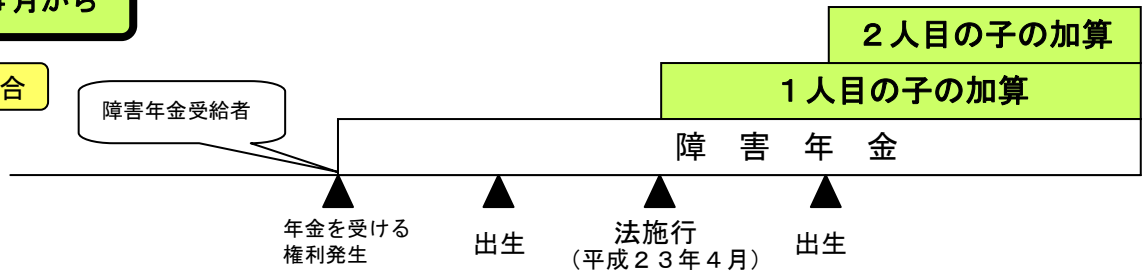 月から
合
障害年金受給者
２人目の子の加算
１人目の子の加算
障害年金
年金を受ける
権利発生
出生
法施行
（平成２３年４月）
出生